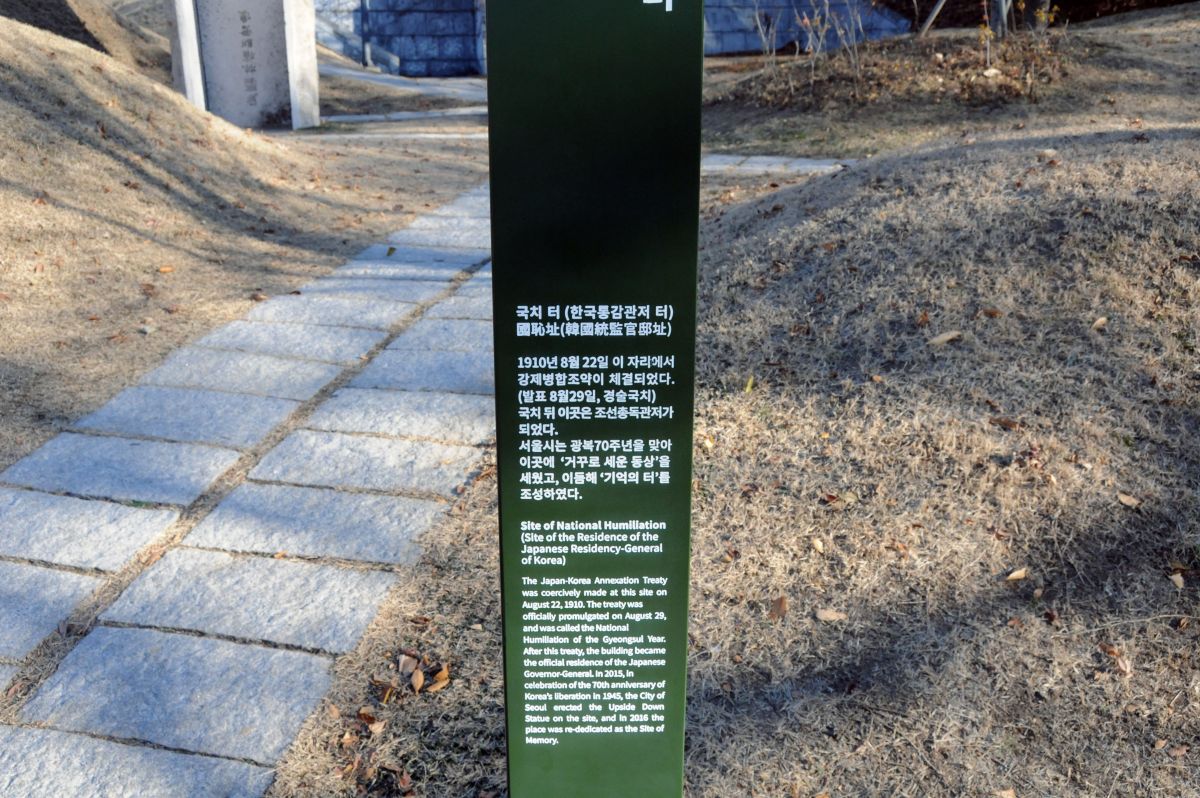 터
국치 터 (한국통감관저 터)
國恥址(韓國統監官邸址)
1910년 8월 22일 이 자리에서
강제병합조약이 체결되었다.
(발표 8월29일, 경술국치)
국치 뒤 이곳은 조선총독관저가
되었다.
서울시는 광복70주년을 맞아
이곳에 ‘거꾸로 세운 동상’을
세웠고, 이듬해 ‘기억의 터’를
조성하였다.
Site of National Humiliation
(Site of the Residence of the
Japanese Residency-General
of Korea)
The Japan-Korea Annexation Treaty
was coercively made at this site on
August 22, 1910. The treaty was
officially promulgated on August 29,
and was called the National
Humiliation of the Gyeongsul Year.
After this treaty, the building became
the official residence of the Japanese
Governor-General. In 2015, in
celebration of the 70th anniversary of
Korea's liberation in 1945, the City of
Seoul erected the Upside Down
Statue on the site, and in 2016 the
place was re-dedicated as the Site of
Memory.